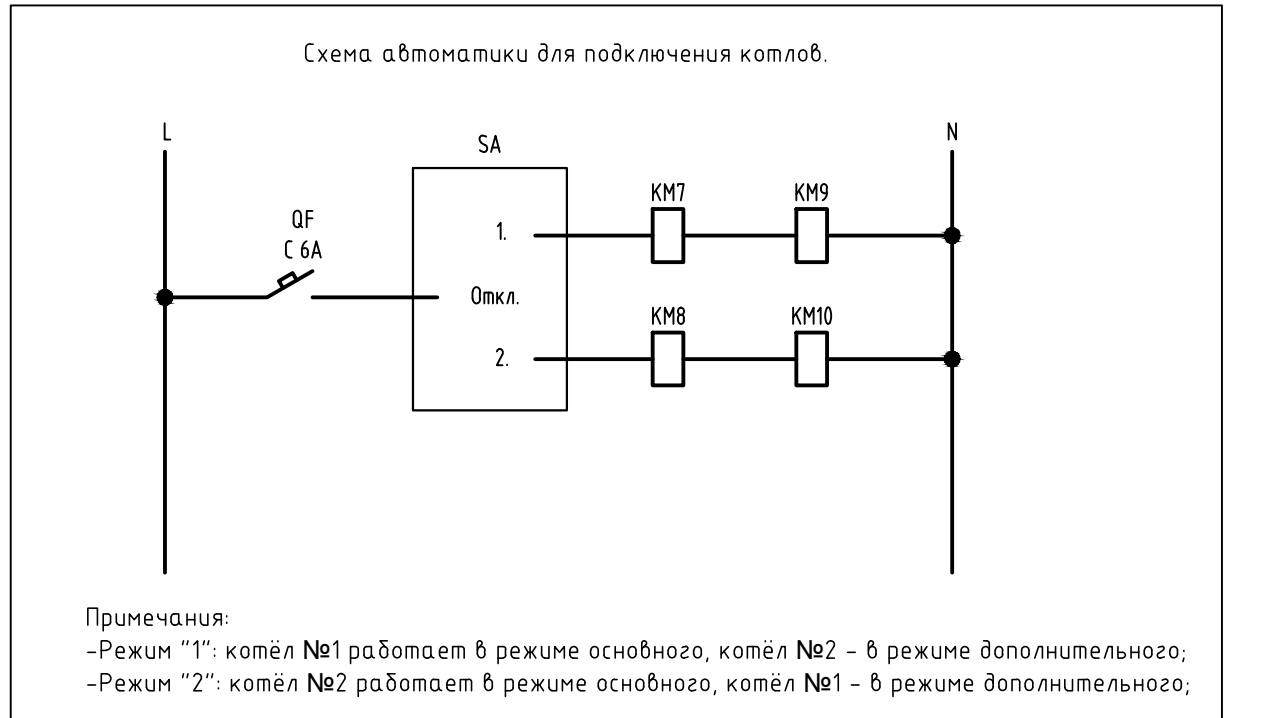 Схема автоматики для подключения котлов.
L
N
SA
QF
C 6A
1.
KM7
KM9
Откл.
2.
KM8
KM10
Примечания:
-Режим "1": котёл №1 работает в режиме основного, котёл №2 - в режиме дополнительного;
-Режим "2": котёл №2 работает в режиме основного, котёл №1 - в режиме дополнительного;